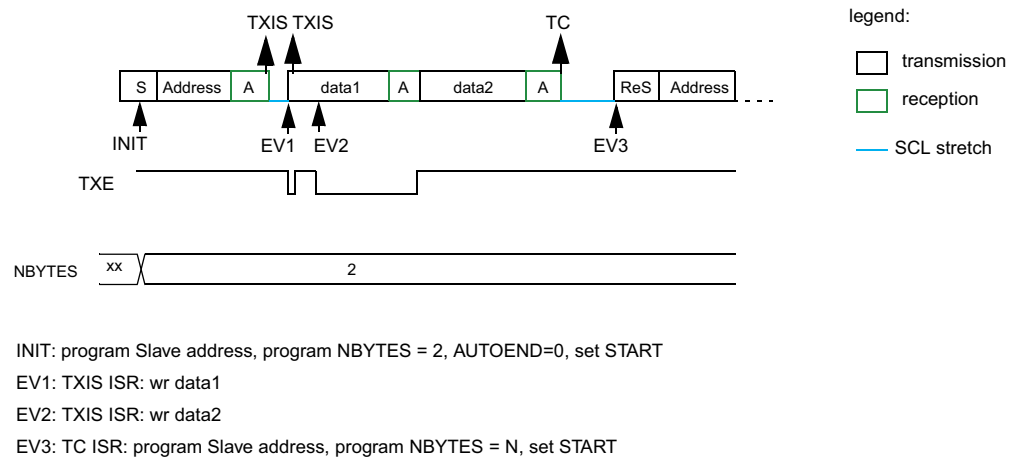 legend:
TXIS TXIS TC
transmission
S Address A data1 A data2 A ReS Address
reception
INIT EV1 EV2 EV3
SCL stretch
TXE
NBYTES xx 2
INIT: program Slave address, program NBYTES = 2, AUTOEND=0, set START
EV1: TXIS ISR: wr data1
EV2: TXIS ISR: wr data2
EV3: TC ISR: program Slave address, program NBYTES = N, set START